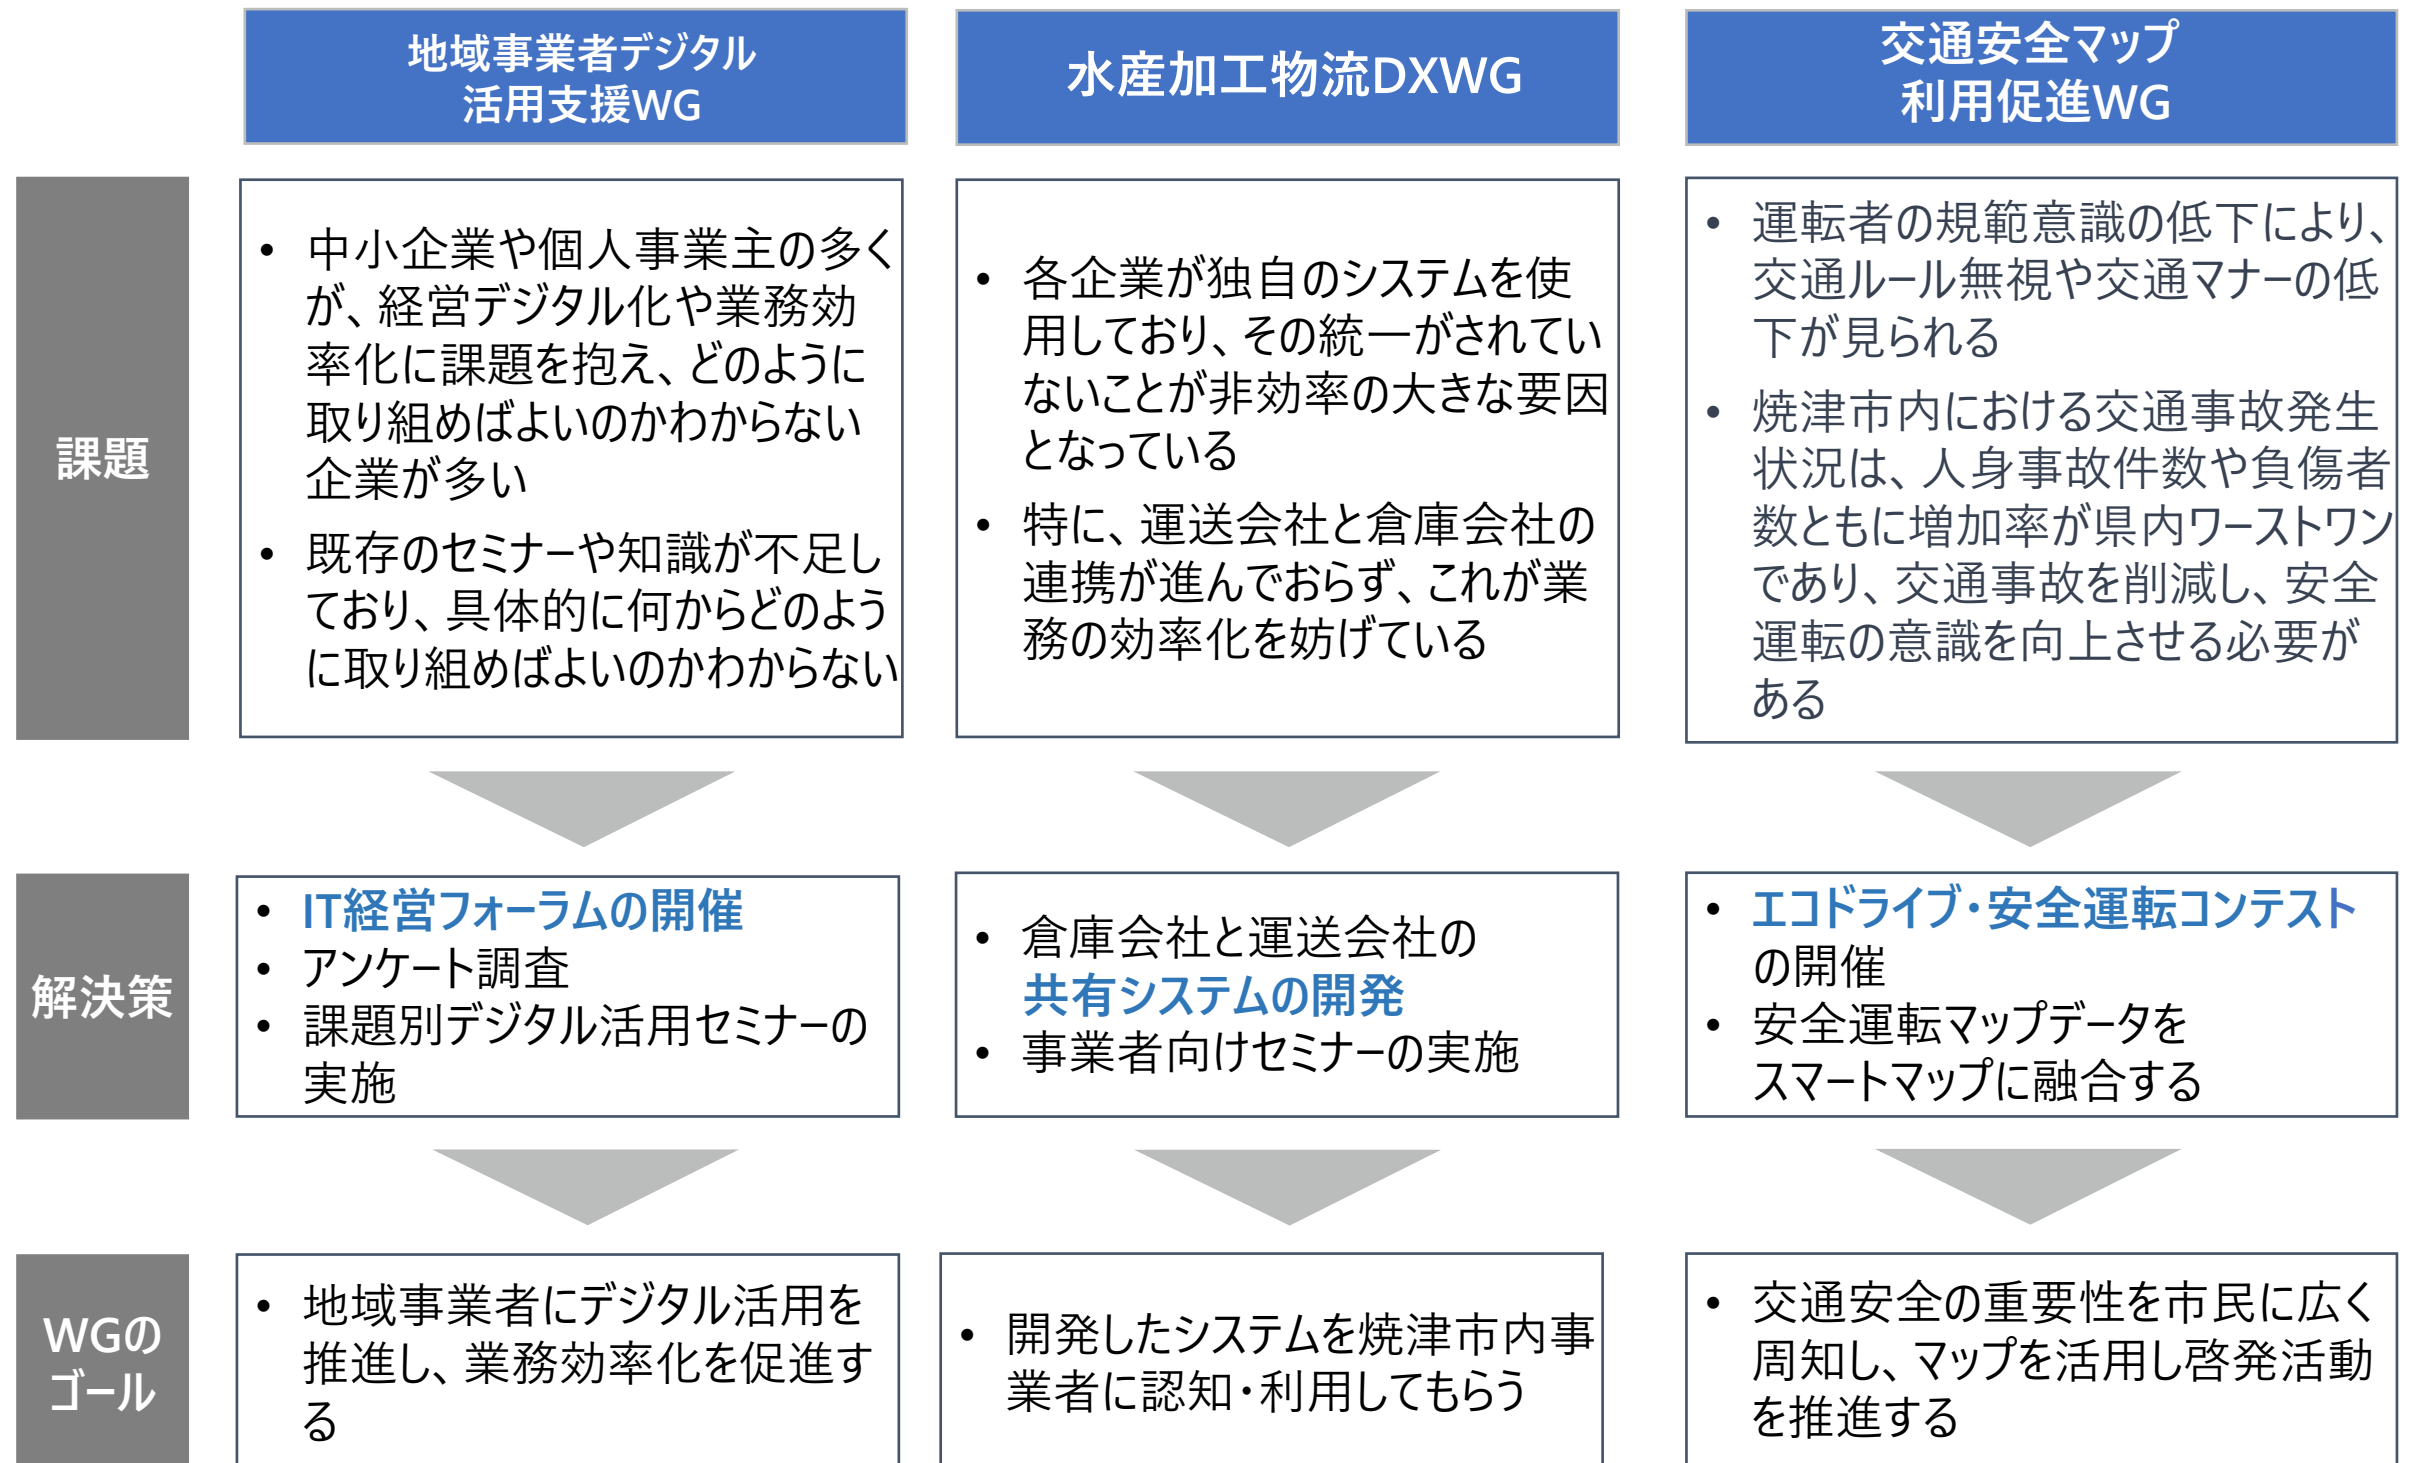 地域事業者デジタル
活用支援WG
水産加工物流DXWG
交通安全マップ
利用促進WG
課題
• 中小企業や個人事業主の多く
が、経営デジタル化や業務効
率化に課題を抱え、どのように
取り組めばよいのかわからない
企業が多い
• 既存のセミナーや知識が不足し
ており、具体的に何からどのよう
に取り組めばよいのかわからない
• 各企業が独自のシステムを使
用しており、その統一がされてい
ないことが非効率の大きな要因
となっている
• 特に、運送会社と倉庫会社の
連携が進んでおらず、これが業
務の効率化を妨げている
• 運転者の規範意識の低下により、
交通ルール無視や交通マナーの低
下が見られる
• 焼津市内における交通事故発生
状況は、人身事故件数や負傷者
数ともに増加率が県内ワーストワン
であり、交通事故を削減し、安全
運転の意識を向上させる必要が
ある
解決策
• IT経営フォーラムの開催
• アンケート調査
• 課題別デジタル活用セミナーの
実施
• 倉庫会社と運送会社の
共有システムの開発
• 事業者向けセミナーの実施
• エコドライブ・安全運転コンテスト
の開催
• 安全運転マップデータを
スマートマップに融合する
WGの
ゴール
• 地域事業者にデジタル活用を
推進し、業務効率化を促進す
る
• 開発したシステムを焼津市内事
業者に認知・利用してもらう
• 交通安全の重要性を市民に広く
周知し、マップを活用し啓発活動
を推進する